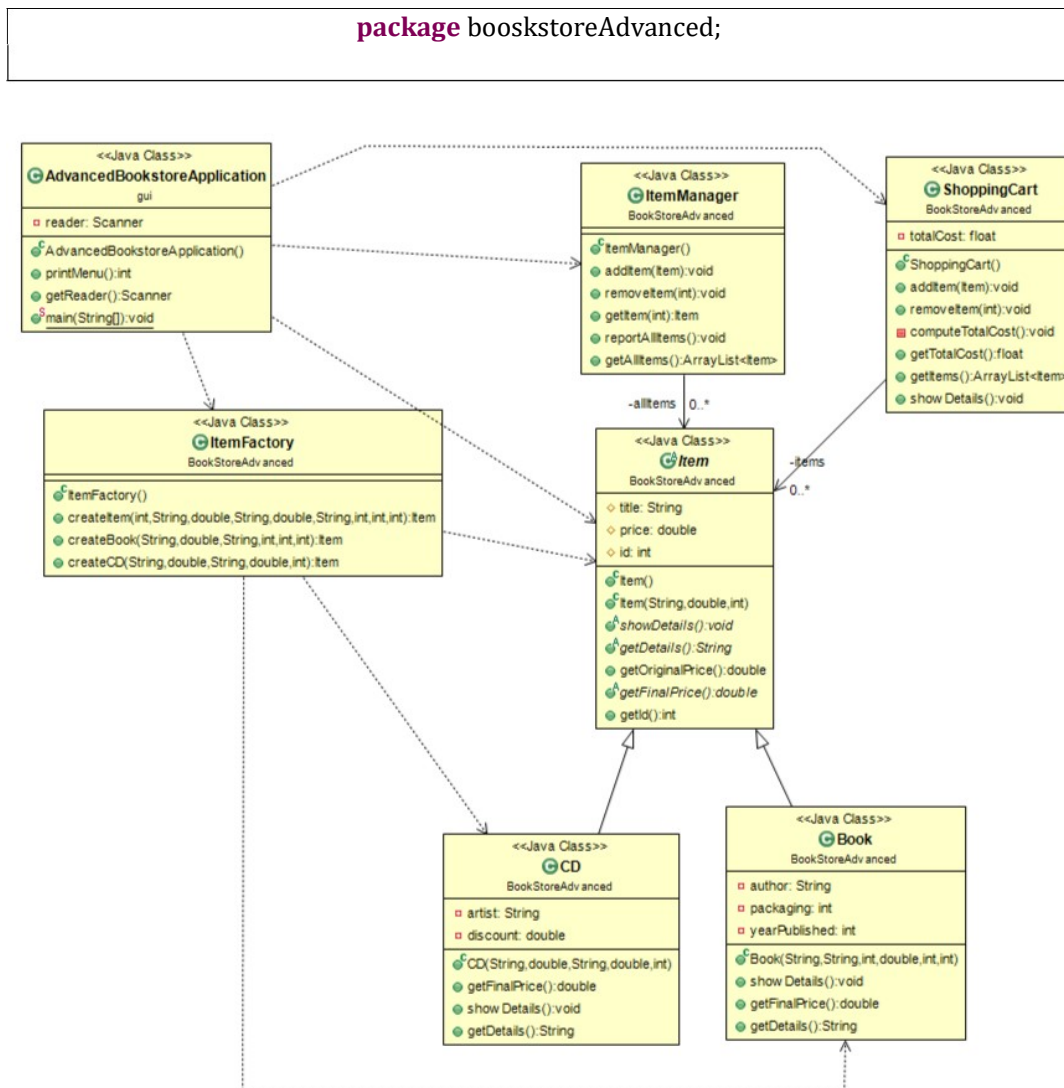 package booskstoreAdvanced;
<<Java Class>>
AdvancedBookstoreApplication
gui
reader: Scanner
AdvancedBookstoreApplication()
printMenu():int
getReader():Scanner
main(String[]):void
<<Java Class>>
ItemManager
BookStoreAdvanced
ItemManager()
addItem(Item):void
removeItem(int):void
getItem(int):Item
reportAllItems():void
getAllItems():ArrayList<Item>
<<Java Class>>
ShoppingCart
BookStoreAdvanced
totalCost: float
ShoppingCart()
addItem(Item):void
removeItem(int):void
computeTotalCost():void
getTotalCost():float
getItems():ArrayList<Item>
showDetails():void
-allItems 0..*
-items
0..*
<<Java Class>>
ItemFactory
BookStoreAdvanced
ItemFactory()
createItem(int,String,double,String,double,String,int,int,int):Item
createBook(String,double,String,int,int,int):Item
createCD(String,double,String,double,int):Item
<<Java Class>>
Item
BookStoreAdvanced
title: String
price: double
id: int
Item()
Item(String,double,int)
showDetails():void
getDetails():String
getOriginalPrice():double
getFinalPrice():double
getId():int
<<Java Class>>
CD
BookStoreAdvanced
artist: String
discount: double
CD(String,double,String,double,int)
getFinalPrice():double
showDetails():void
getDetails():String
<<Java Class>>
Book
BookStoreAdvanced
author: String
packaging: int
yearPublished: int
Book(String,String,int,double,int,int)
showDetails():void
getFinalPrice():double
getDetails():String